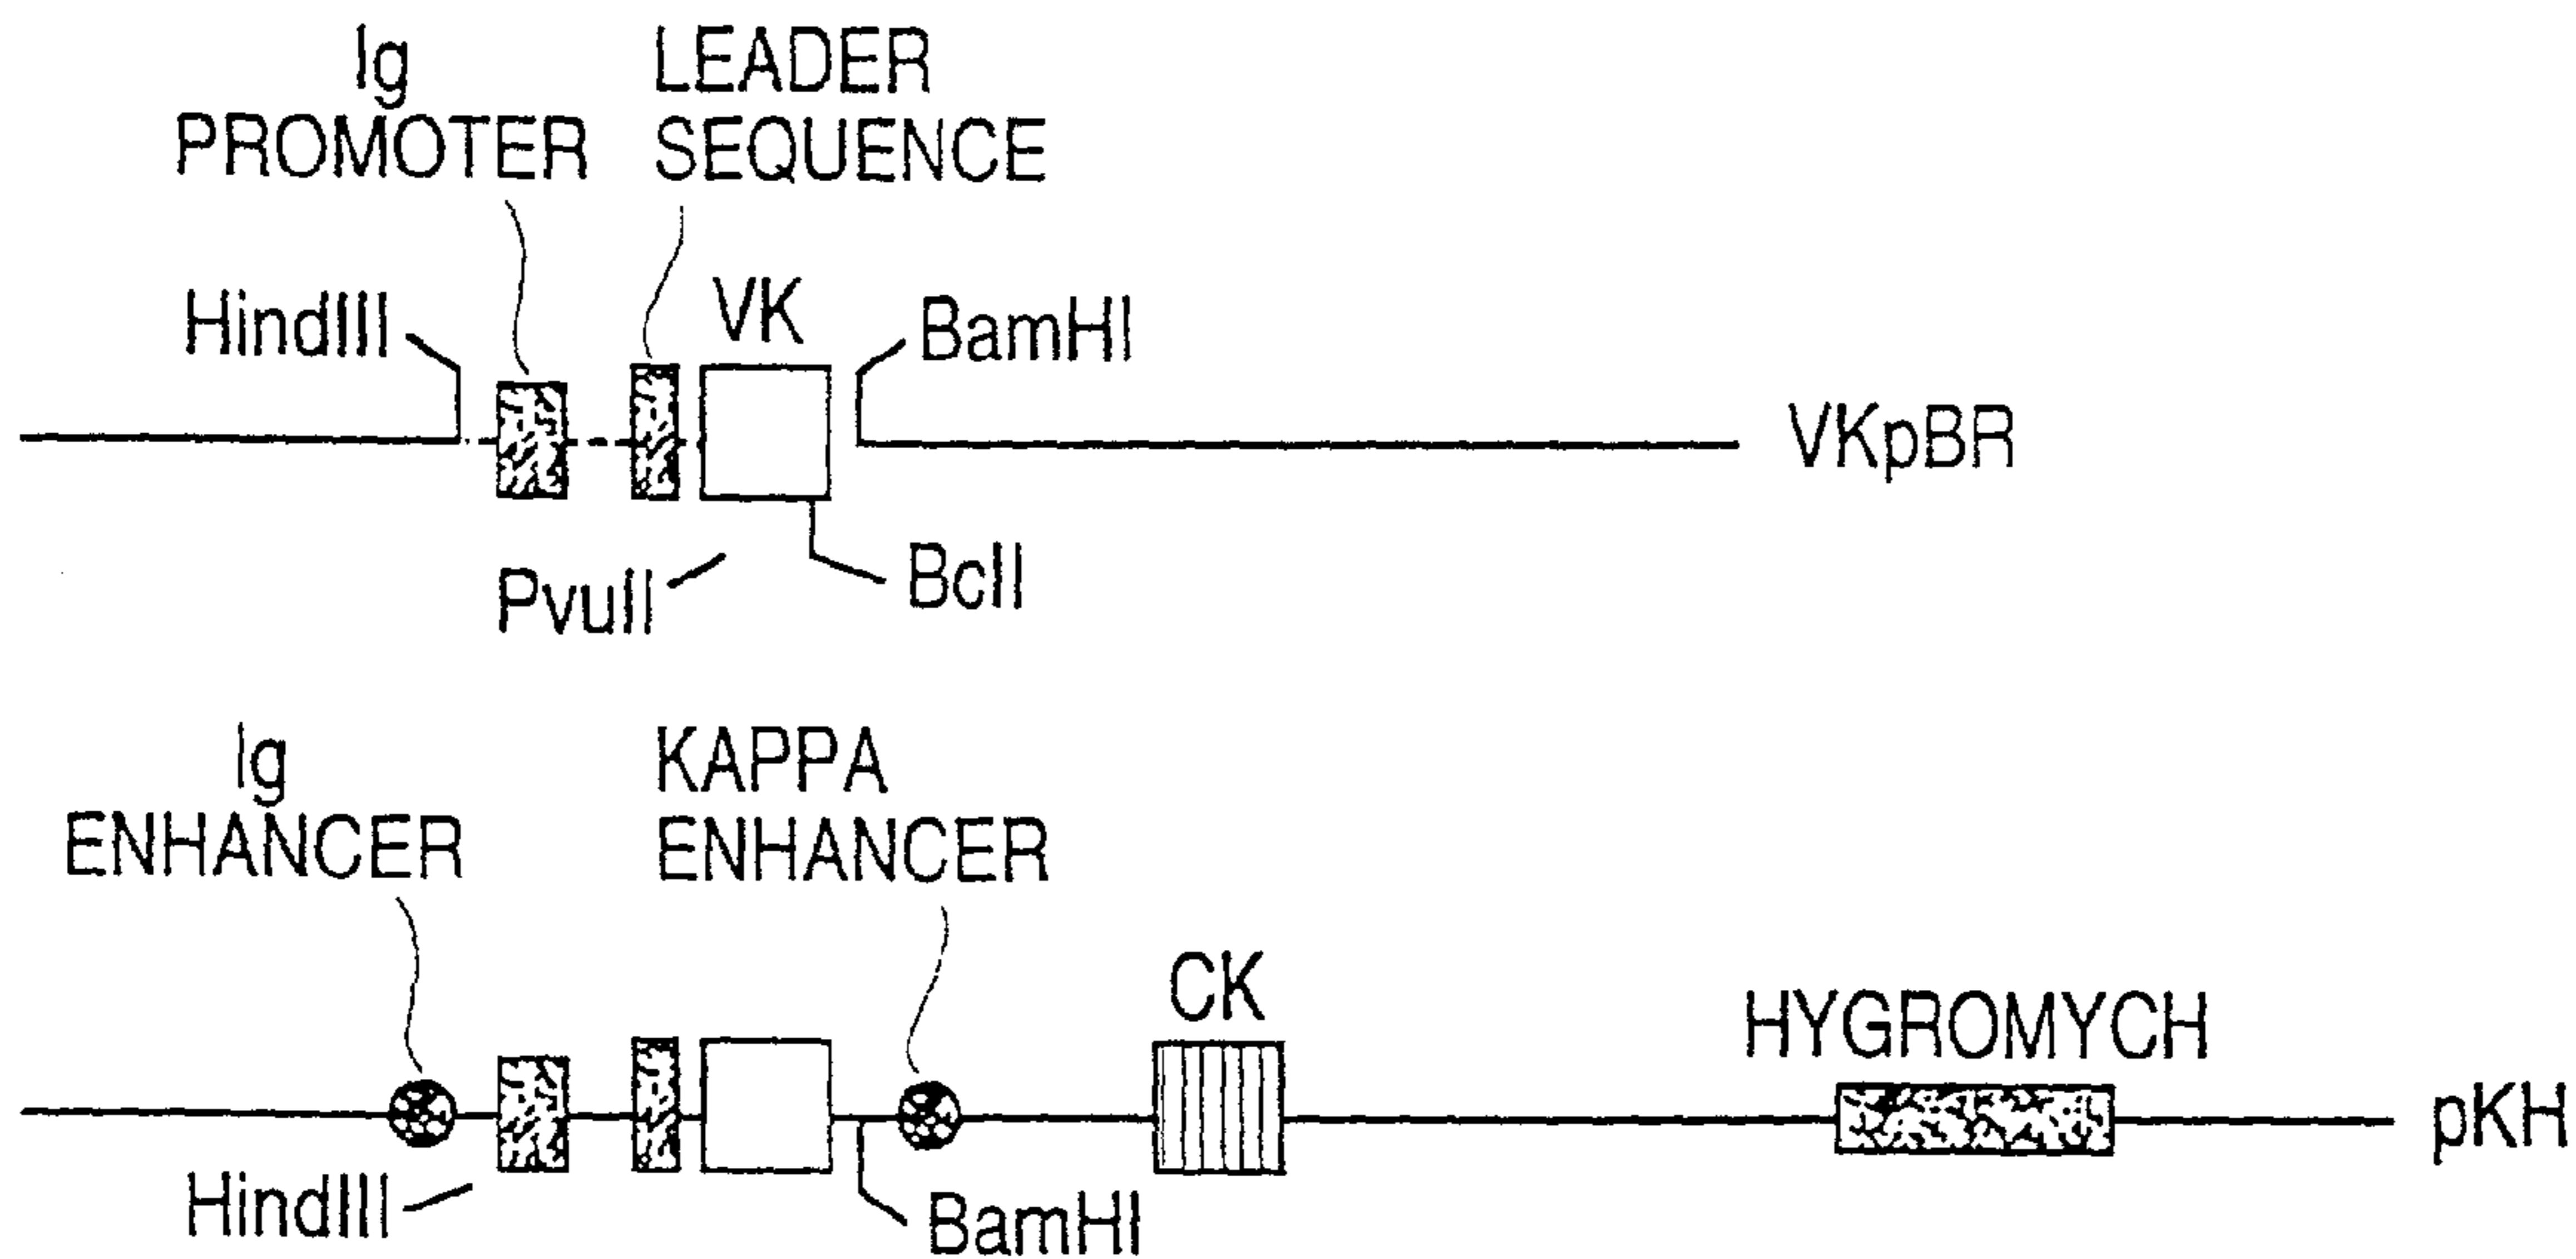 Ig
PROMOTER
LEADER
SEQUENCE
HindIII
VK
BamHI
VKpBR
PvuII
BclI
Ig
ENHANCER
KAPPA
ENHANCER
CK
HYGROMYCH
pKH
HindIII
BamHI